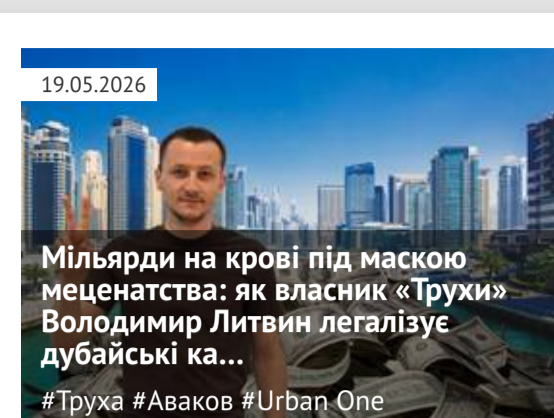 19.05.2026
Мільярди на крові під маскою
меценатства: як власник «Трухи»
Володимир Литвин легалізує
дубайські ка...
#Труха #Аваков #Urban One